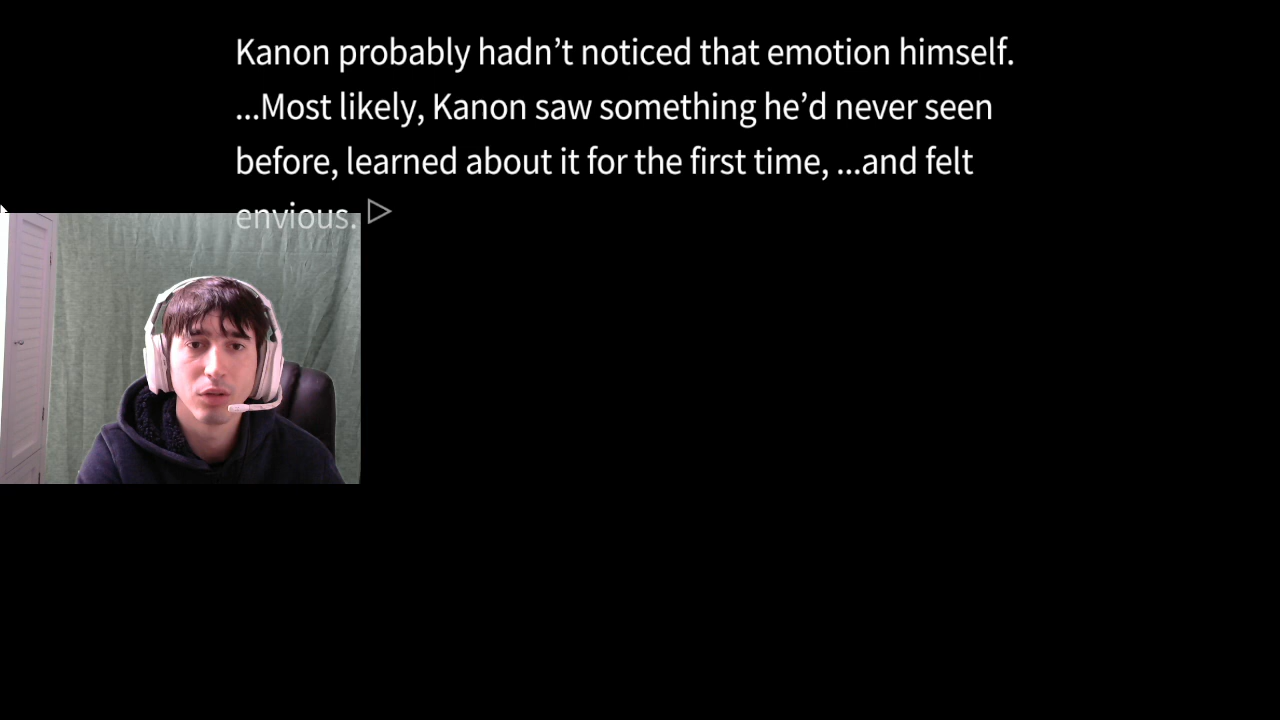 Kanon probably hadn’t noticed that emotion himself.
...Most likely, Kanon saw something he’d never seen
before, learned about it for the first time, ...and felt
envious.